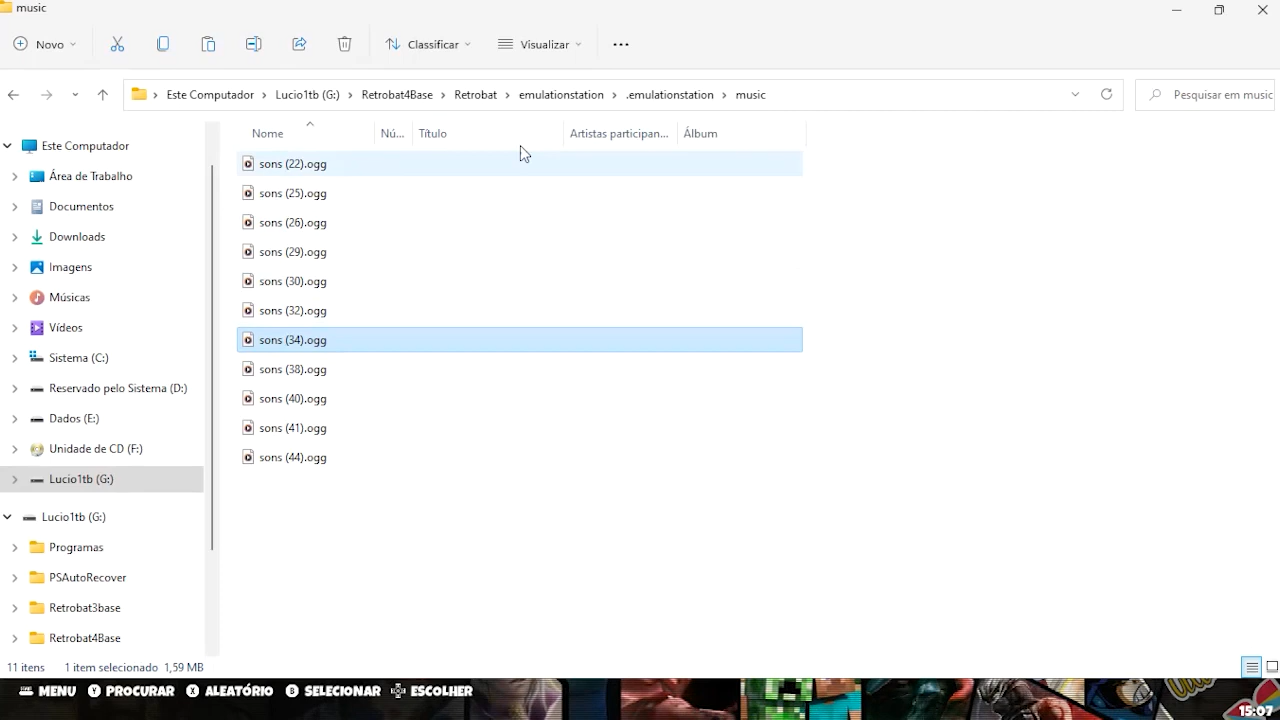 music
Novo
Classificar
Visualizar
Este Computador > Lucio1tb (G:) > Retrobat4Base > Retrobat > emulationstation > .emulationstation > music
Pesquisar em music
Nome
Nú...
Título
Artistas participan...
Álbum
Este Computador
Área de Trabalho
Documentos
Downloads
Imagens
Músicas
Vídeos
Sistema (C:)
Reservado pelo Sistema (D:)
Dados (E:)
Unidade de CD (F:)
Lucio1tb (G:)
Lucio1tb (G:)
Programas
PSAutoRecover
Retrobat3base
Retrobat4Base
sons (22).ogg
sons (25).ogg
sons (26).ogg
sons (29).ogg
sons (30).ogg
sons (32).ogg
sons (34).ogg
sons (38).ogg
sons (40).ogg
sons (41).ogg
sons (44).ogg
11 itens 1 item selecionado 1,59 MB
MENU Y PROCURAR X ALEATÓRIO B SELECIONAR ESCOLHER
15:07